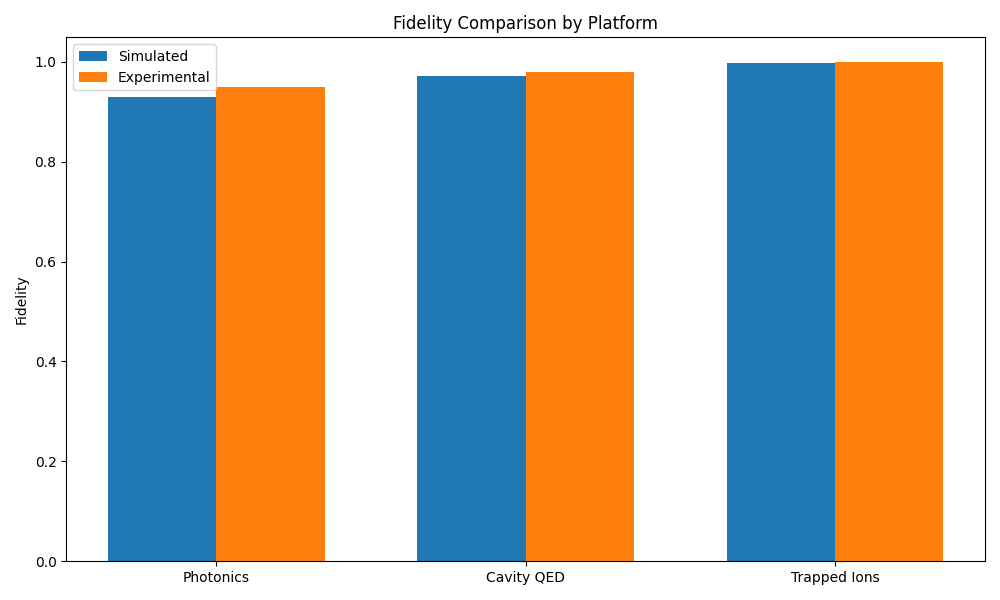 Fidelity Comparison by Platform
Simulated
Experimental
1.0
0.8
0.6
0.4
0.2
0.0
Fidelity
Photonics
Cavity QED
Trapped Ions